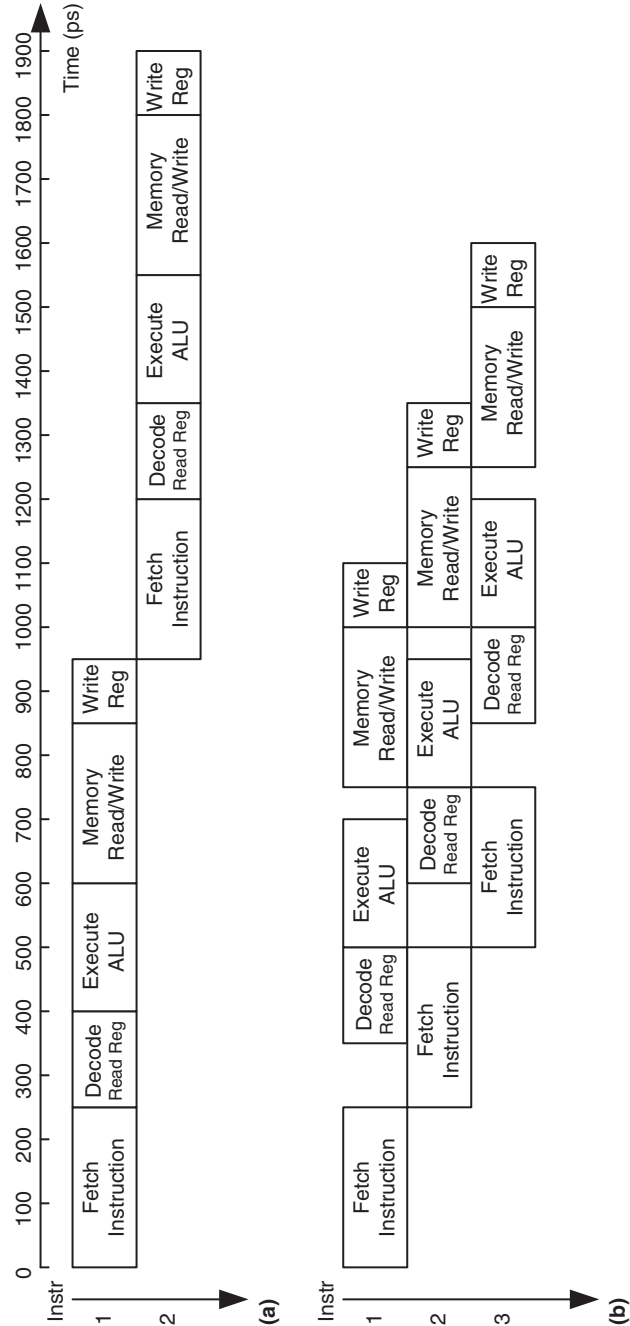 0 100 200 300 400 500 600 700 800 900 1000 1100 1200 1300 1400 1500 1600 1700 1800 1900
Time (ps)
Instr
1
Fetch
Instruction
Decode
Read Reg
Execute
ALU
Memory
Read/Write
Write
Reg
2
Fetch
Instruction
Decode
Read Reg
Execute
ALU
Memory
Read/Write
Write
Reg
(a)
Instr
1
Fetch
Instruction
Decode
Read Reg
Execute
ALU
Memory
Read/Write
Write
Reg
2
Fetch
Instruction
Decode
Read Reg
Execute
ALU
Memory
Read/Write
Write
Reg
3
Fetch
Instruction
Decode
Read Reg
Execute
ALU
Memory
Read/Write
Write
Reg
(b)